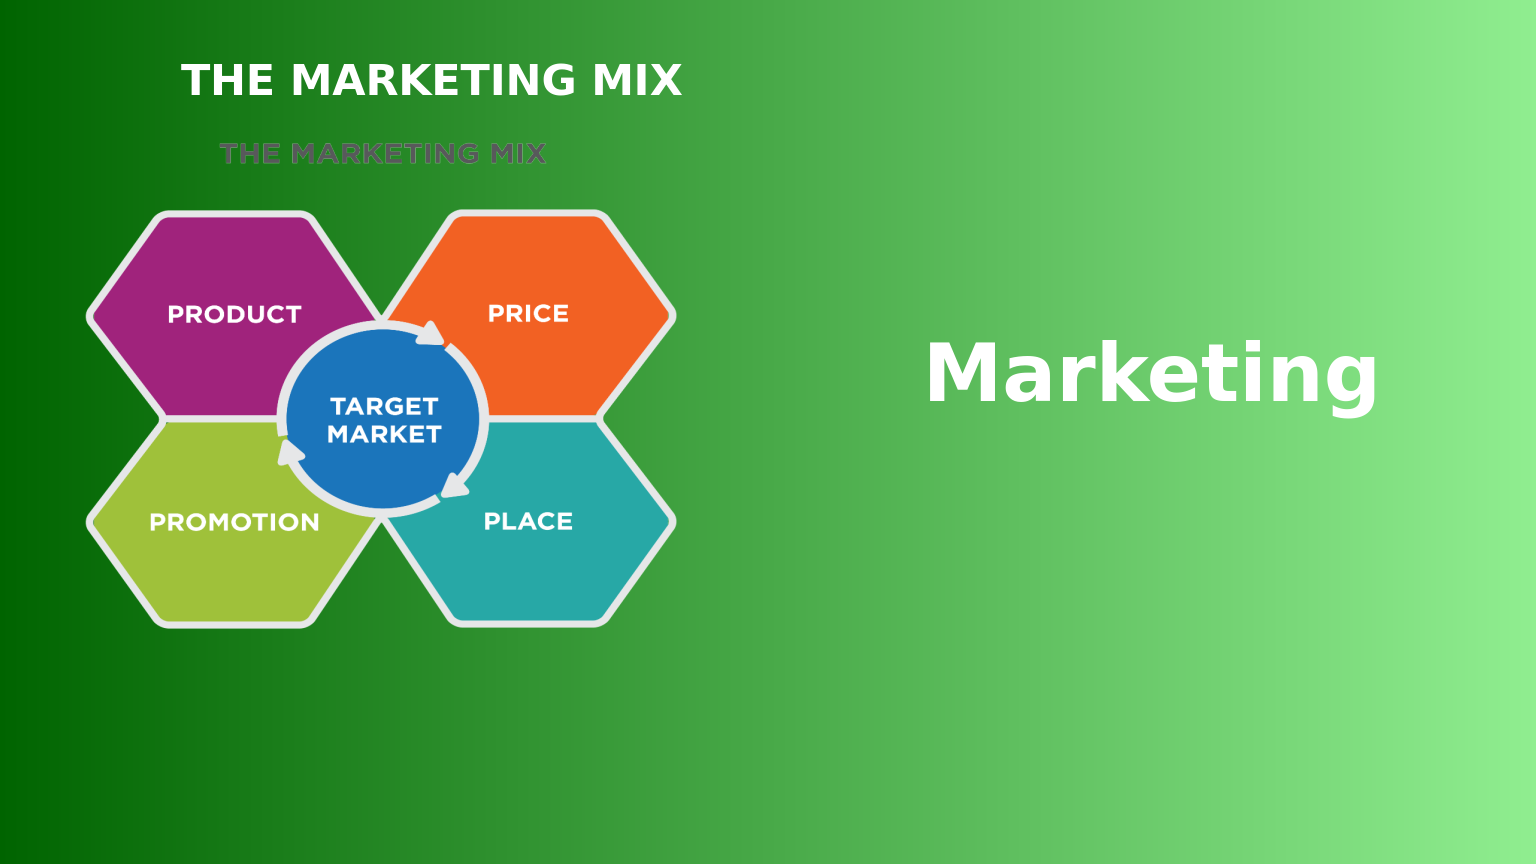 THE MARKETING MIX
THE MARKETING MIX
PRODUCT
PRICE
TARGET
MARKET
PROMOTION
PLACE
Marketing